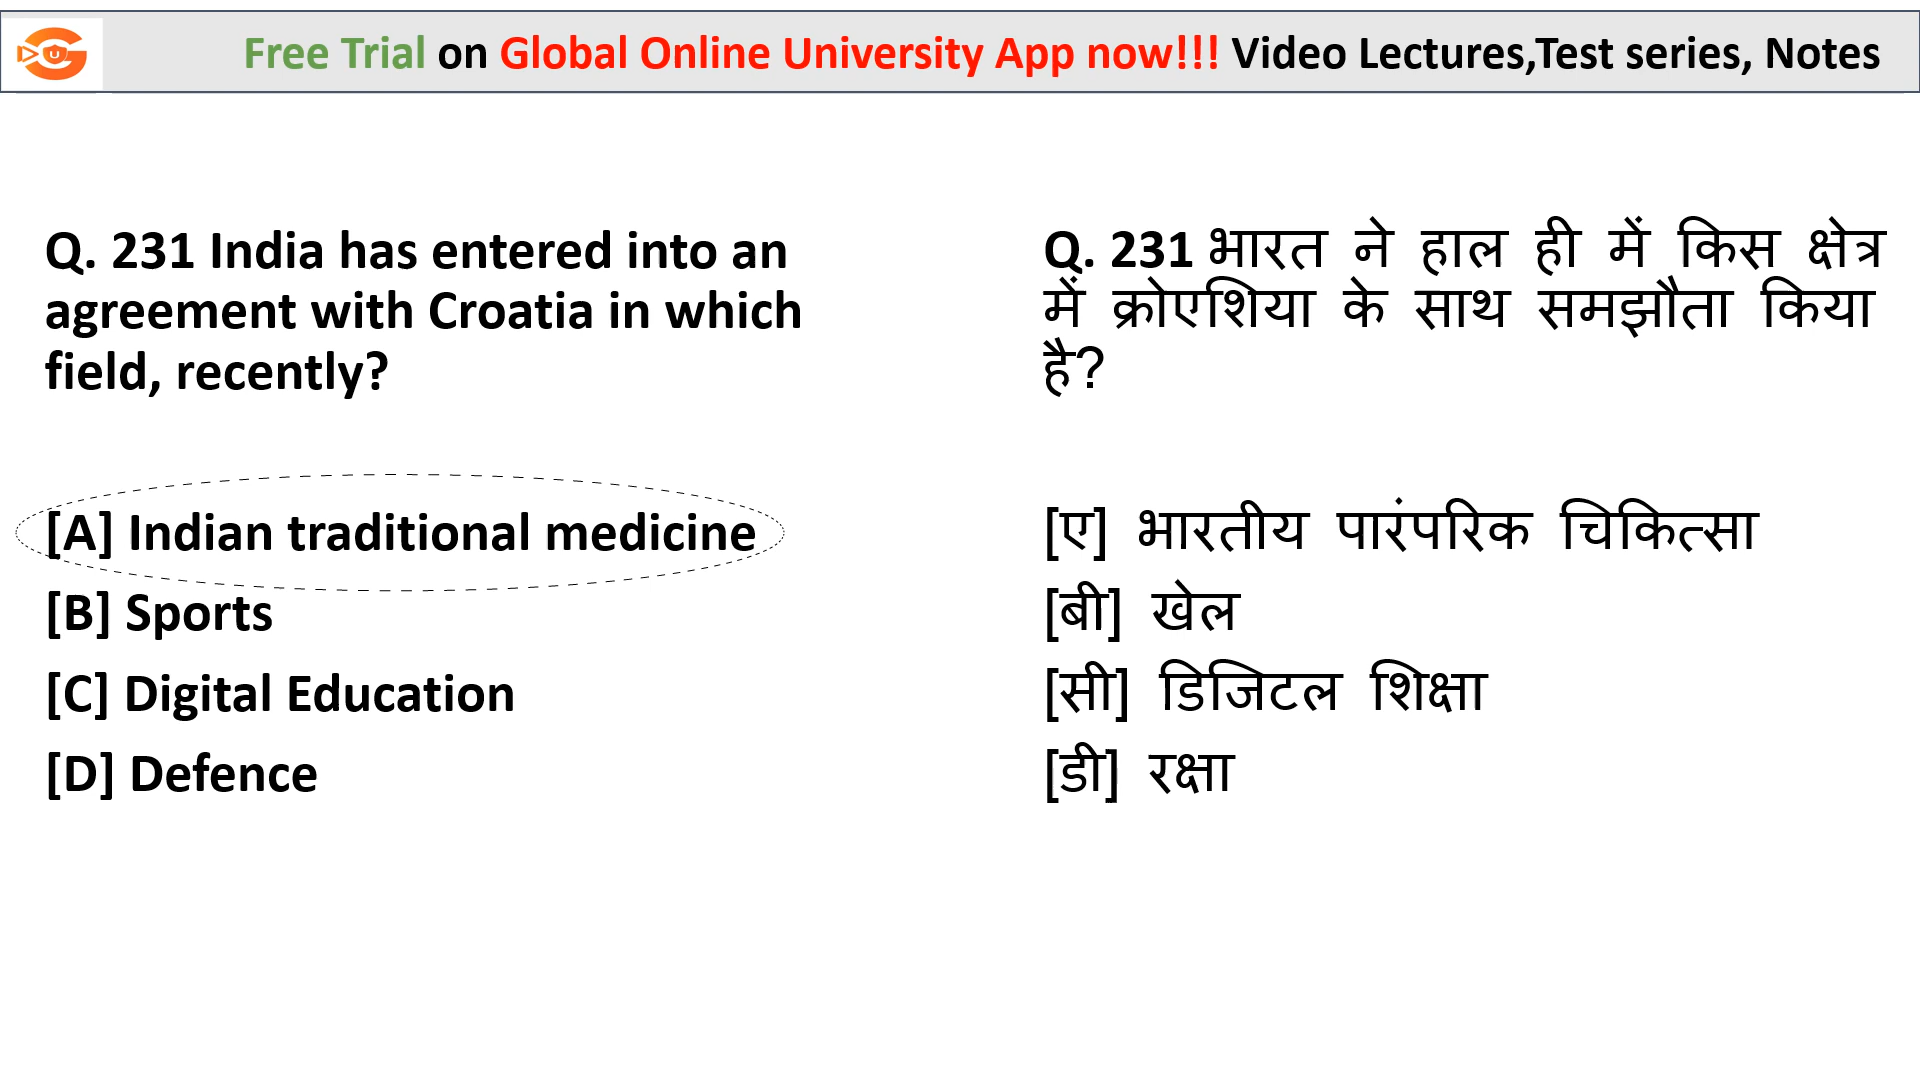 Free Trial on Global Online University App now!!! Video Lectures,Test series, Notes
Q. 231 India has entered into an
agreement with Croatia in which
field, recently?
[A] Indian traditional medicine
[B] Sports
[C] Digital Education
[D] Defence
Q. 231 भारत ने हाल ही में किस क्षेत्र
में क्रोएशिया के साथ समझौता किया
है?
[ए] भारतीय पारंपरिक चिकित्सा
[बी] खेल
[सी] डिजिटल शिक्षा
[डी] रक्षा